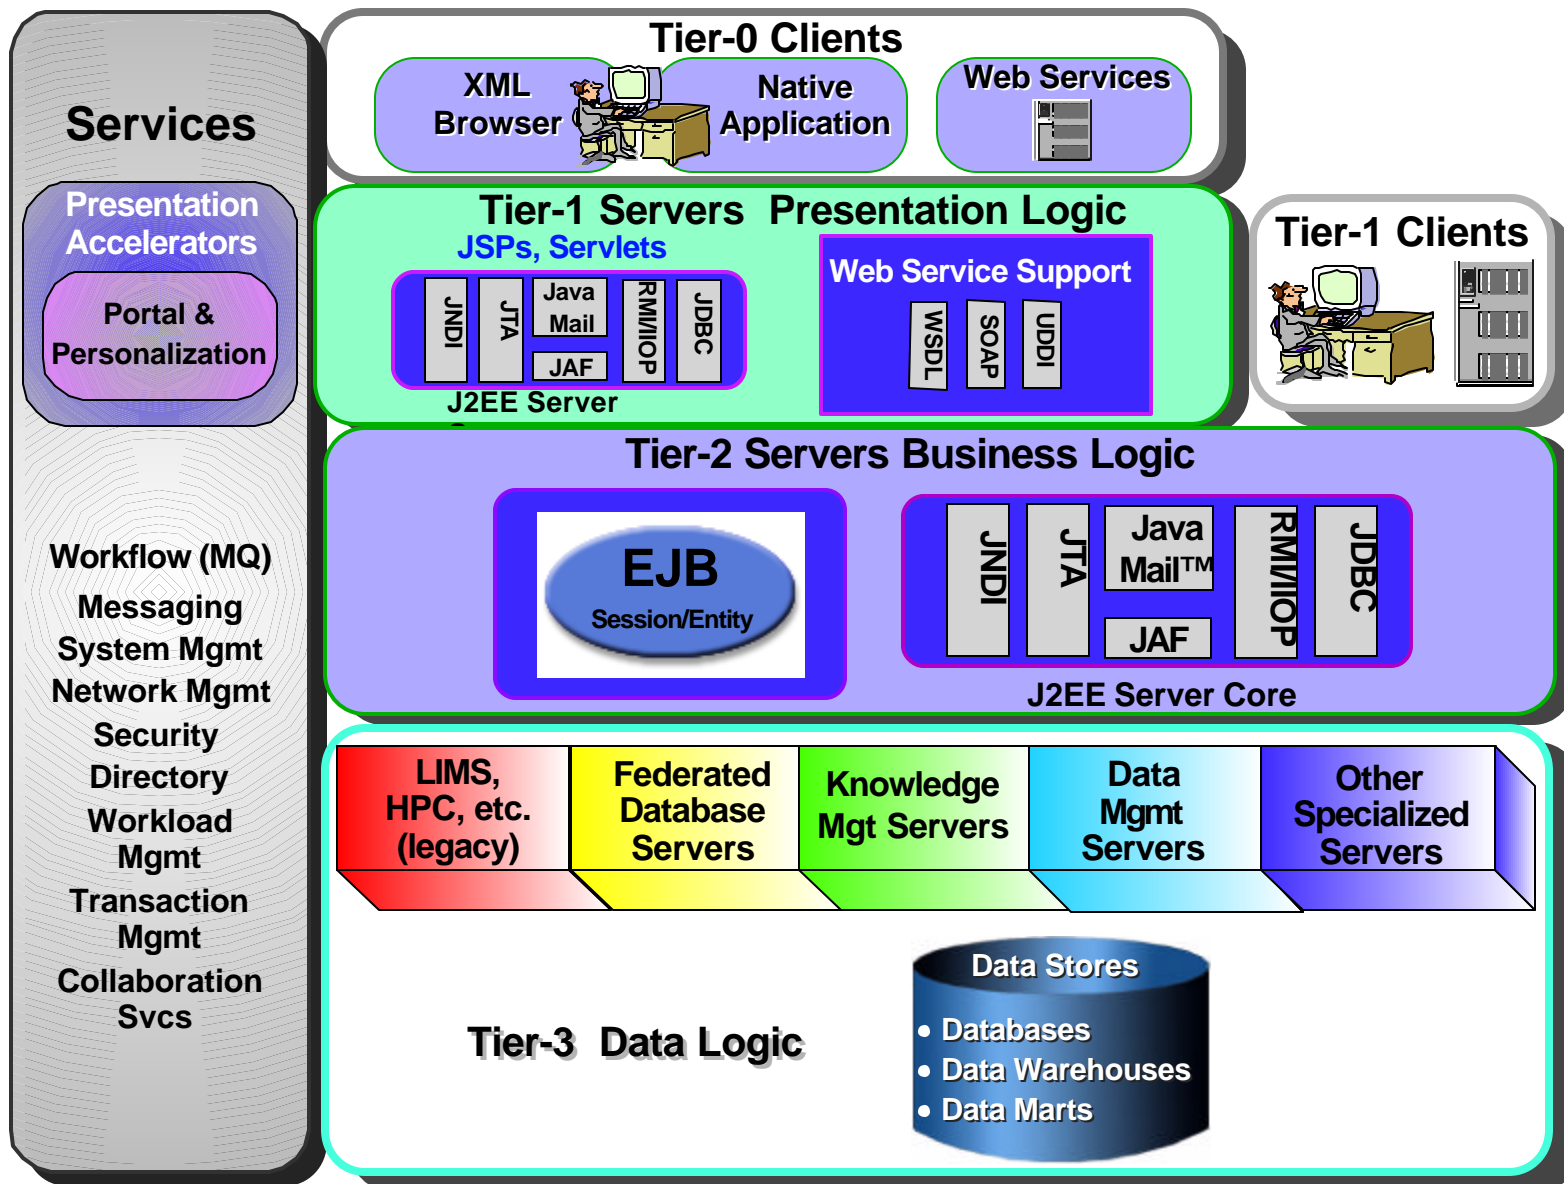 Services
Presentation
Accelerators
Portal &
Personalization
Workflow (MQ)
Messaging
System Mgmt
Network Mgmt
Security
Directory
Workload
Mgmt
Transaction
Mgmt
Collaboration
Svcs
Tier-0 Clients
XML
Browser
Native
Application
Web Services
Tier-1 Servers Presentation Logic
JSPs, Servlets
JNDI
JTA
Java
Mail
JAF
RMI/IIOP
JDBC
J2EE Server
Web Service Support
WSDL
SOAP
UDDI
Tier-1 Clients
Tier-2 Servers Business Logic
EJB
Session/Entity
JNDI
JTA
Java
Mail™
JAF
RMI/IIOP
JDBC
J2EE Server Core
LIMS,
HPC, etc.
(legacy)
Federated
Database
Servers
Knowledge
Mgt Servers
Data
Mgmt
Servers
Other
Specialized
Servers
Tier-3 Data Logic
Data Stores
• Databases
• Data Warehouses
• Data Marts